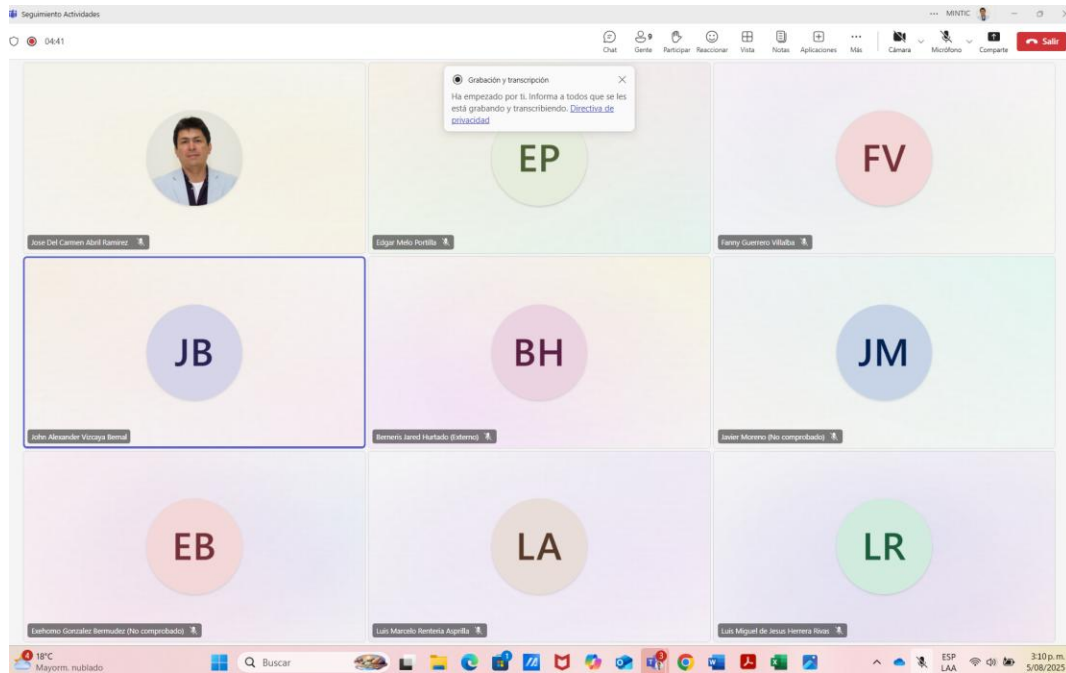 Seguimiento Actividades
... MINTIC
04:41
Chat
Gente 9
Participar
Reaccionar
Vista
Notas
Aplicaciones
Más
Cámara
Micrófono
Comparte
Salir
Grabación y transcripción
Ha empezado por ti. Informa a todos que se les
está grabando y transcribiendo. Directiva de
privacidad
EP
FV
Jose Del Carmen Abril Ramirez
Edgar Melo Portilla
Fanny Guerrero Villalba
JB
BH
JM
John Alexander Vizcaya Bernal
Berneris Jared Hurtado (Externo)
Javier Moreno (No comprobado)
EB
LA
LR
Exehomo Gonzalez Bermudez (No comprobado)
Luis Marcelo Renteria Asprilla
Luis Miguel de Jesus Herrera Rivas
4
18°C
Mayorm. nublado
Buscar
3
ESP
LAA
3:10 p. m.
5/08/2025